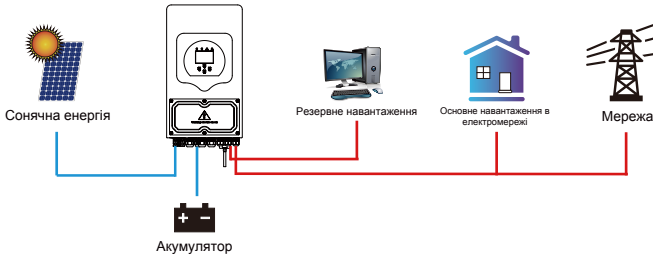 Сонячна енергія
Резервне навантаження
Основне навантаження в
електромережі
Мережа
Акумулятор